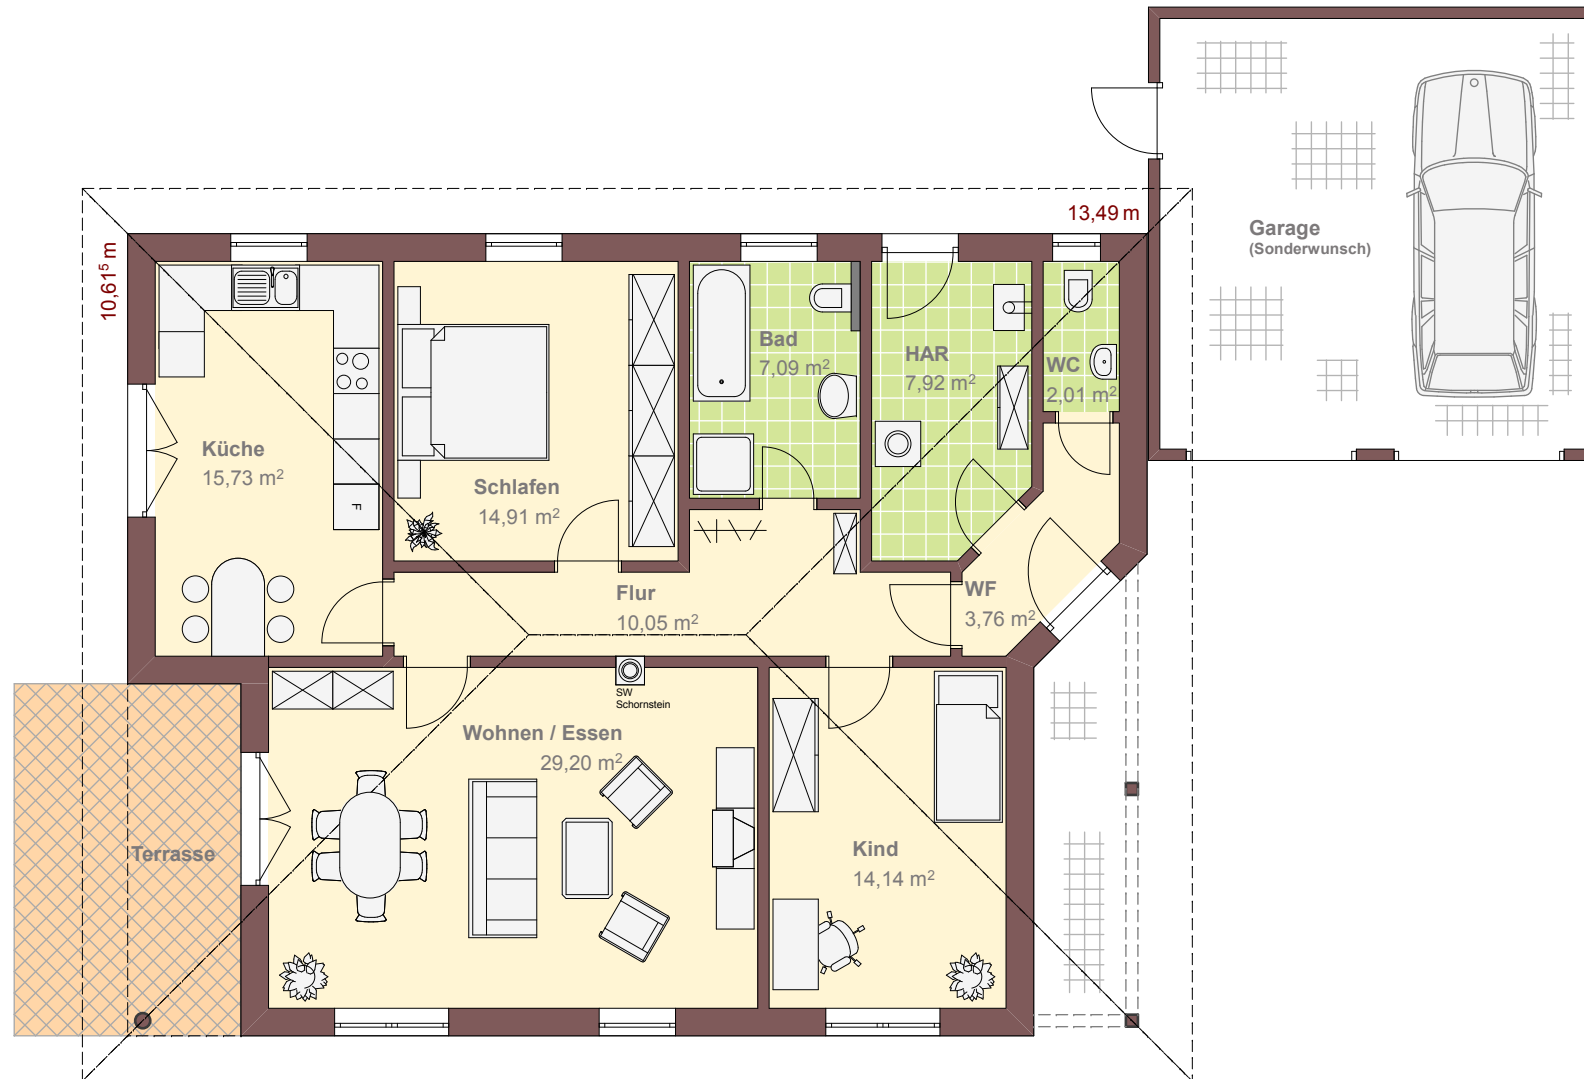 13,49 m
10,61⁵ m
Garage
(Sonderwunsch)
Bad
7,09 m²
HAR
7,92 m²
WC
2,01 m²
Küche
15,73 m²
Schlafen
14,91 m²
F
Flur
10,05 m²
WF
3,76 m²
SW
Schornstein
Wohnen / Essen
29,20 m²
Terrasse
Kind
14,14 m²